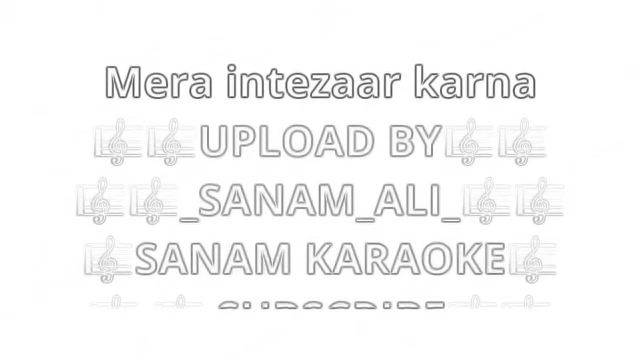 Mera intezaar karna
🎼🎼UPLOAD BY🎼🎼
🎼🎼_SANAM_ALI_🎼🎼
🎼SANAM KARAOKE🎼